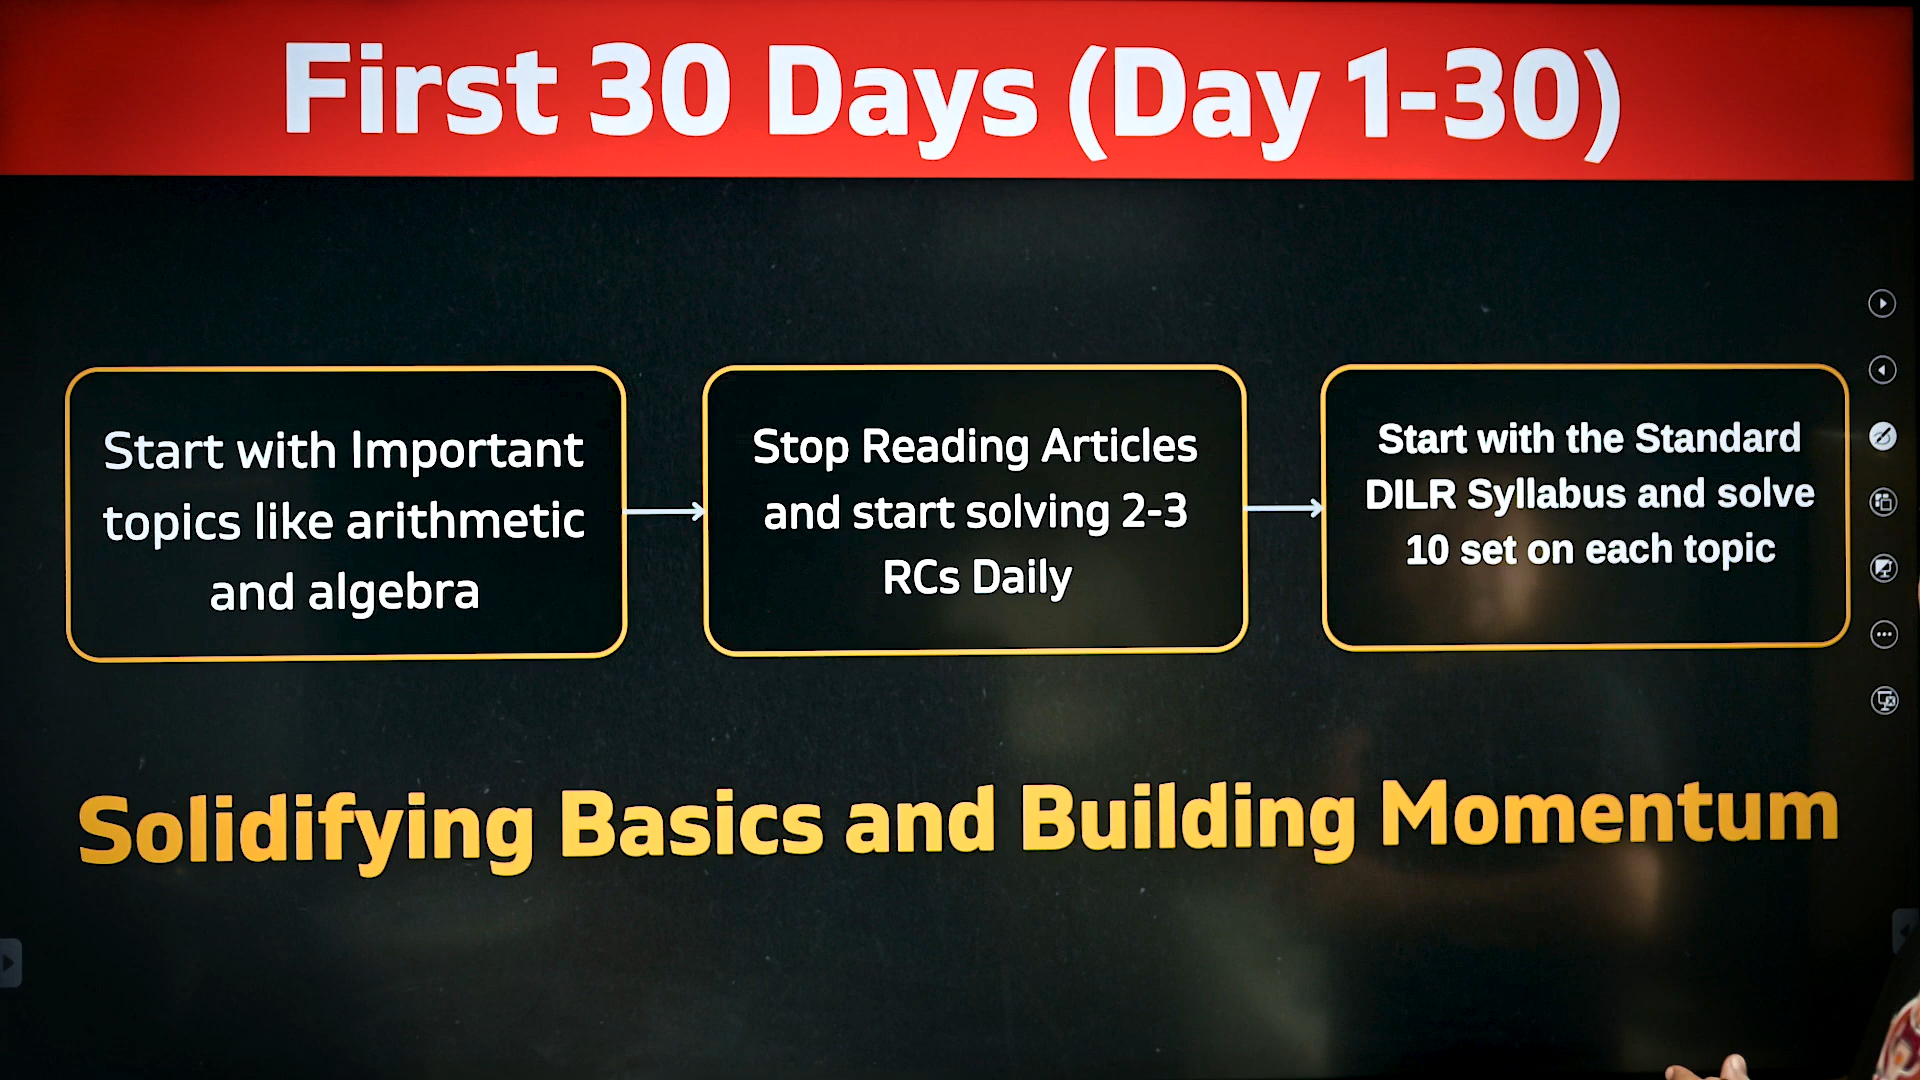 First 30 Days (Day 1-30)
Start with Important
topics like arithmetic
and algebra
Stop Reading Articles
and start solving 2-3
RCs Daily
Start with the Standard
DILR Syllabus and solve
10 set on each topic
Solidifying Basics and Building Momentum